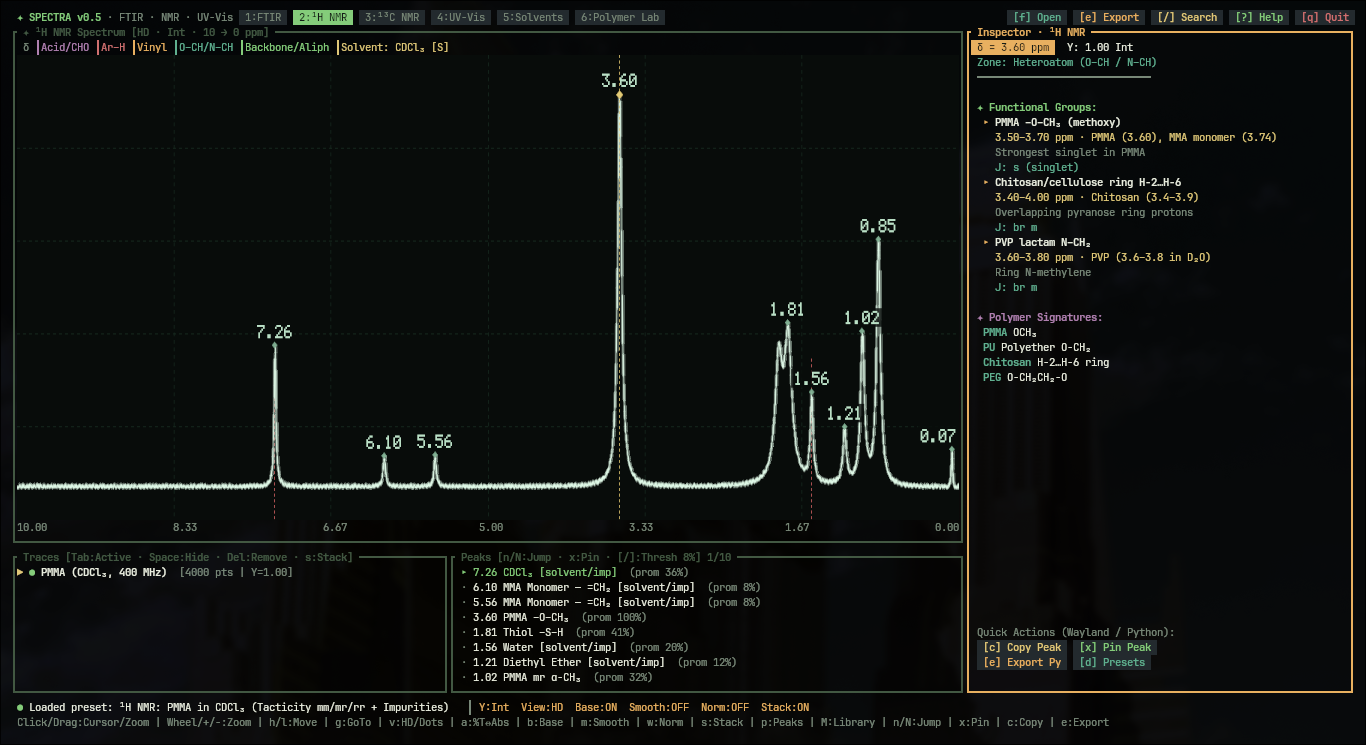 ✦ SPECTRA v0.5 · FTIR · NMR · UV-Vis 1:FTIR 2:¹H NMR 3:¹³C NMR 4:UV-Vis 5:Solvents 6:Polymer Lab [f] Open [e] Export [/] Search [?] Help [q] Quit
✦ ¹H NMR Spectrum [HD · Int · 10 → 0 ppm]
δ Acid/CHO Ar-H Vinyl O-CH/N-CH Backbone/Aliph Solvent: CDCl₃ [S]
3.60
0.85
1.81
1.02
7.26
1.56
1.21
6.10 5.56
0.07
10.00 8.33 6.67 5.00 3.33 1.67 0.00
Inspector · ¹H NMR
δ = 3.60 ppm Y: 1.00 Int
Zone: Heteroatom (O-CH / N-CH)
✦ Functional Groups:
▸ PMMA –O–CH₃ (methoxy)
3.50–3.70 ppm · PMMA (3.60), MMA monomer (3.74)
Strongest singlet in PMMA
J: s (singlet)
▸ Chitosan/cellulose ring H-2…H-6
3.40–4.00 ppm · Chitosan (3.4–3.9)
Overlapping pyranose ring protons
J: br m
▸ PVP lactam N–CH₂
3.60–3.80 ppm · PVP (3.6–3.8 in D₂O)
Ring N-methylene
J: br m
✦ Polymer Signatures:
PMMA OCH₃
PU Polyether O-CH₂
Chitosan H-2…H-6 ring
PEG O-CH₂CH₂-O
Quick Actions (Wayland / Python):
[c] Copy Peak [x] Pin Peak
[e] Export Py [d] Presets
Traces [Tab:Active · Space:Hide · Del:Remove · s:Stack]
▶ ● PMMA (CDCl₃, 400 MHz) [4000 pts | Y=1.00]
Peaks [n/N:Jump · x:Pin · [/]:Thresh 8%] 1/10
▸ 7.26 CDCl₃ [solvent/imp] (prom 36%)
· 6.10 MMA Monomer — =CH₂ [solvent/imp] (prom 8%)
· 5.56 MMA Monomer — =CH₂ [solvent/imp] (prom 8%)
· 3.60 PMMA –O–CH₃ (prom 100%)
· 1.81 Thiol –S–H (prom 41%)
· 1.56 Water [solvent/imp] (prom 20%)
· 1.21 Diethyl Ether [solvent/imp] (prom 12%)
· 1.02 PMMA mr α-CH₃ (prom 32%)
● Loaded preset: ¹H NMR: PMMA in CDCl₃ (Tacticity mm/mr/rr + Impurities) │ Y:Int View:HD Base:ON Smooth:OFF Norm:OFF Stack:ON
Click/Drag:Cursor/Zoom | Wheel/+/-:Zoom | h/l:Move | g:GoTo | v:HD/Dots | a:%T↔Abs | b:Base | m:Smooth | w:Norm | s:Stack | p:Peaks | M:Library | n/N:Jump | x:Pin | c:Copy | e:Export